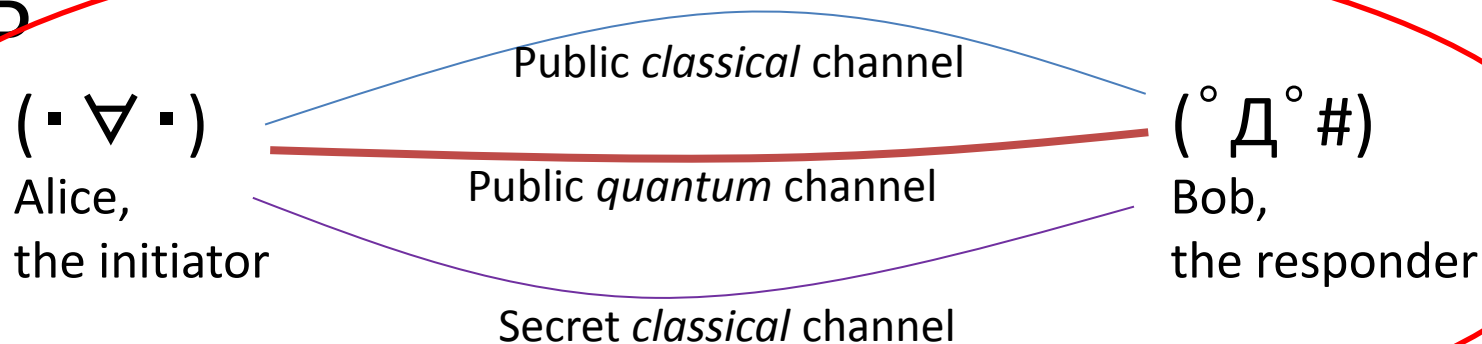 Public classical channel
(･∀･)
(ﾟДﾟ#)
Public quantum channel
Alice,
the initiator
Bob,
the responder
Secret classical channel